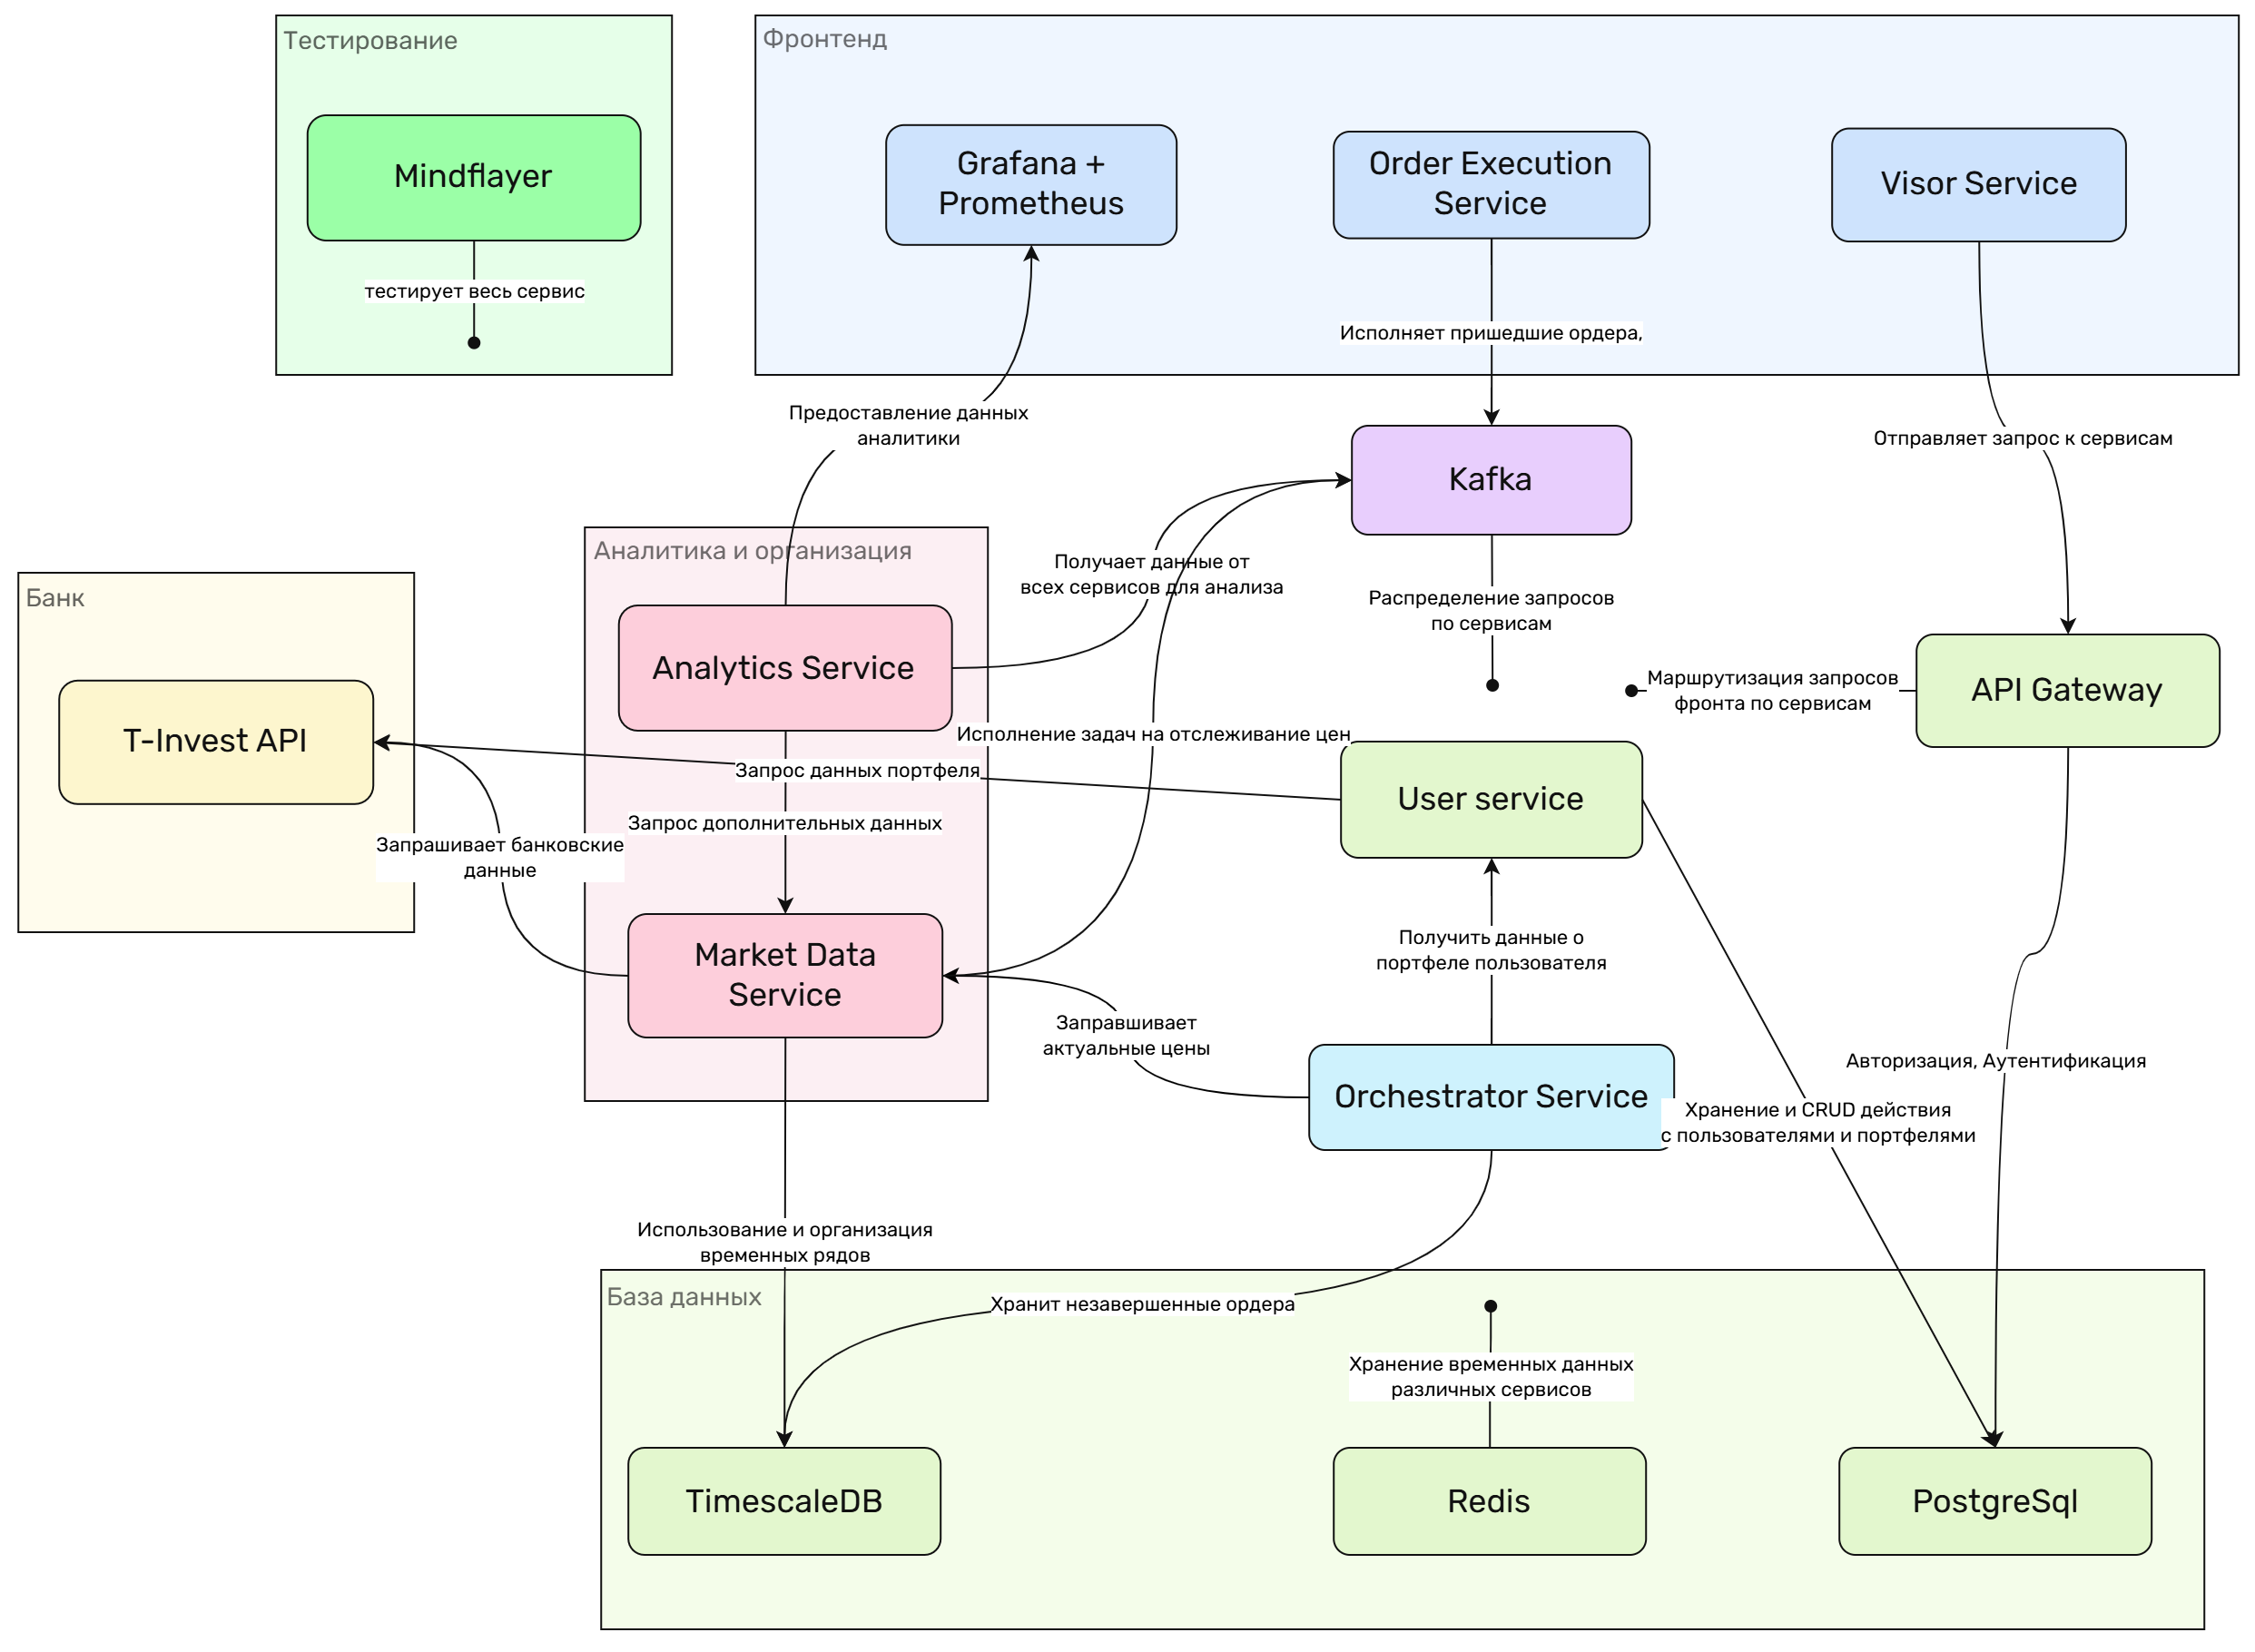 Тестирование
Фронтенд
Mindflayer
Grafana +
Prometheus
Order Execution
Service
Visor Service
тестирует весь сервис
Исполняет пришедшие ордера,
Предоставление данных
аналитики
Отправляет запрос к сервисам
Kafka
Аналитика и организация
Получает данные от
всех сервисов для анализа
Банк
Распределение запросов
по сервисам
Analytics Service
Маршрутизация запросов
фронта по сервисам
API Gateway
T-Invest API
Исполнение задач на отслеживание цен
Запрос данных портфеля
User service
Запрос дополнительных данных
Запрашивает банковские
данные
Market Data
Service
Получить данные о
портфеле пользователя
Заправшивает
актуальные цены
Orchestrator Service
Авторизация, Аутентификация
Хранение и CRUD действия
с пользователями и портфелями
Использование и организация
временных рядов
База данных
Хранит незавершенные ордера
Хранение временных данных
различных сервисов
TimescaleDB
Redis
PostgreSql